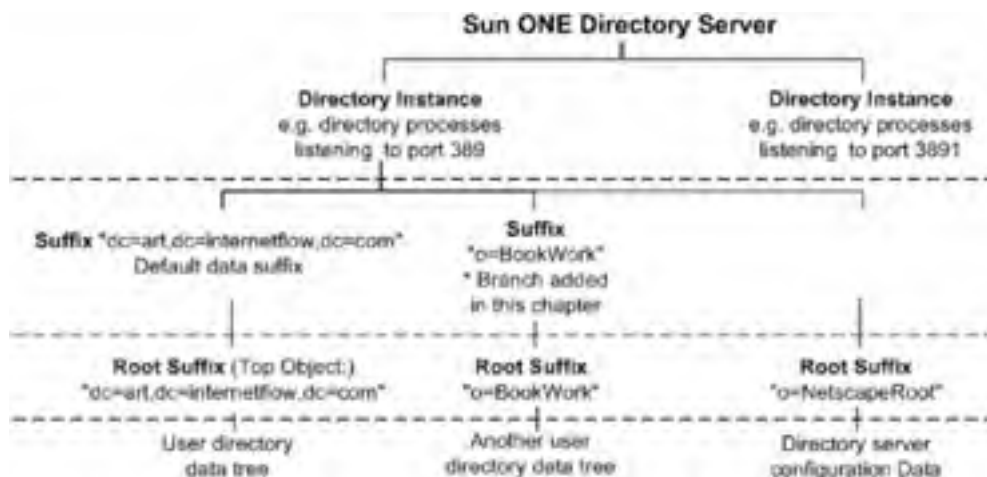 Sun ONE Directory Server
Directory Instance
e.g. directory processes
listening to port 389
Directory Instance
e.g. directory processes
listening to port 3891
Suffix "dc=art,dc=internetflow,dc=com"
Default data suffix
Suffix
"o=BookWork"
* Branch added
in this chapter
Root Suffix (Top Object:)
"dc=art,dc=internetflow,dc=com"
Root Suffix
"o=BookWork"
Root Suffix
"o=NetscapeRoot"
User directory
data tree
Another user
directory data tree
Directory server
configuration Data